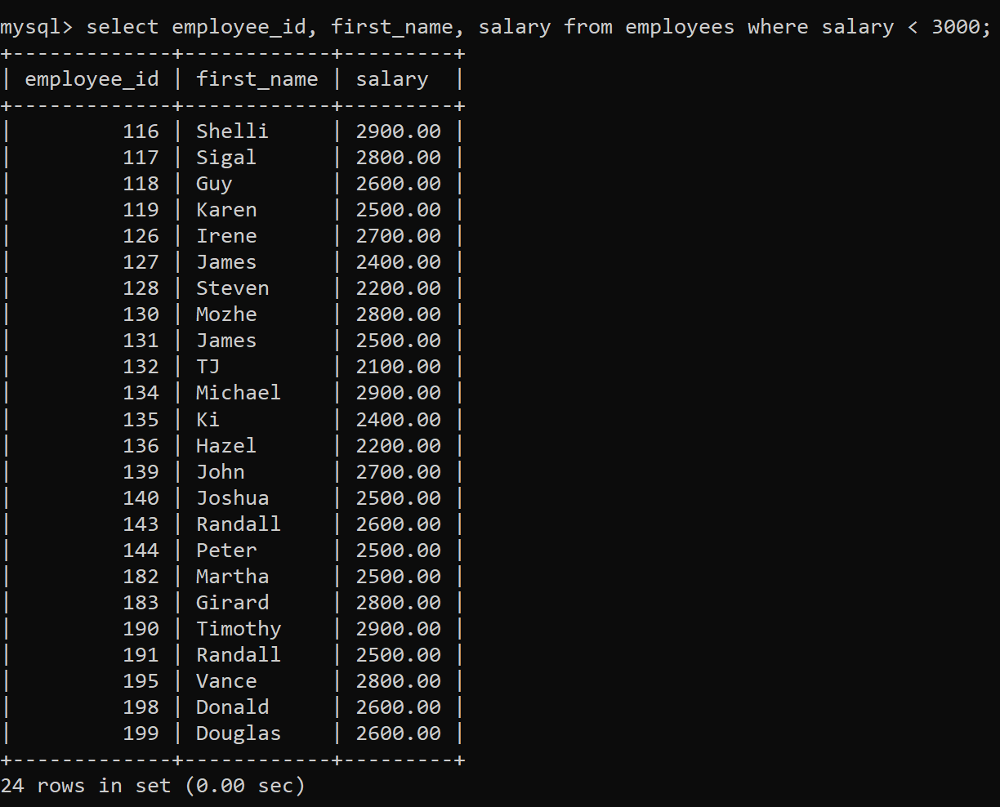 mysql> select employee_id, first_name, salary from employees where salary < 3000;
+-------------+------------+---------+
| employee_id | first_name | salary  |
+-------------+------------+---------+
|         116 | Shelli     | 2900.00 |
|         117 | Sigal      | 2800.00 |
|         118 | Guy        | 2600.00 |
|         119 | Karen      | 2500.00 |
|         126 | Irene      | 2700.00 |
|         127 | James      | 2400.00 |
|         128 | Steven     | 2200.00 |
|         130 | Mozhe      | 2800.00 |
|         131 | James      | 2500.00 |
|         132 | TJ         | 2100.00 |
|         134 | Michael    | 2900.00 |
|         135 | Ki         | 2400.00 |
|         136 | Hazel      | 2200.00 |
|         139 | John       | 2700.00 |
|         140 | Joshua     | 2500.00 |
|         143 | Randall    | 2600.00 |
|         144 | Peter      | 2500.00 |
|         182 | Martha     | 2500.00 |
|         183 | Girard     | 2800.00 |
|         190 | Timothy    | 2900.00 |
|         191 | Randall    | 2500.00 |
|         195 | Vance      | 2800.00 |
|         198 | Donald     | 2600.00 |
|         199 | Douglas    | 2600.00 |
+-------------+------------+---------+
24 rows in set (0.00 sec)